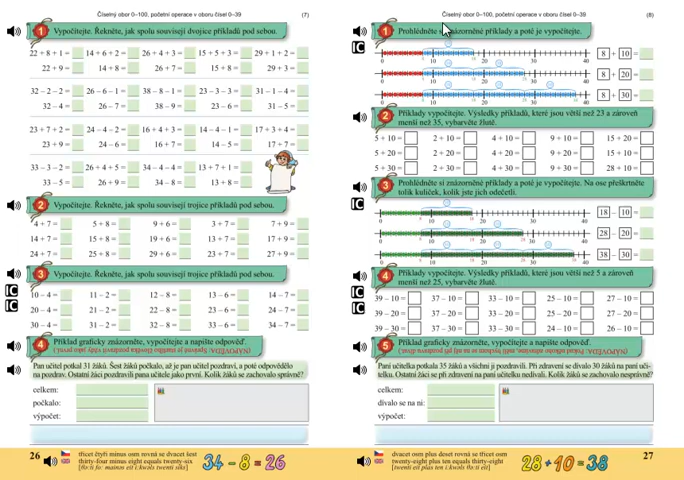 Číselný obor 0–100, početní operace v oboru čísel 0–39
(7)
1 Vypočítejte. Řekněte, jak spolu souvisejí dvojice příkladů pod sebou.
22 + 8 + 1 = 14 + 6 + 2 = 26 + 4 + 3 = 15 + 5 + 3 = 29 + 1 + 2 =
22 + 9 = 14 + 8 = 26 + 7 = 15 + 8 = 29 + 3 =
32 – 2 – 2 = 26 – 6 – 1 = 38 – 8 – 1 = 23 – 3 – 3 = 31 – 1 – 4 =
32 – 4 = 26 – 7 = 38 – 9 = 23 – 6 = 31 – 5 =
23 + 7 + 2 = 24 – 4 – 2 = 16 + 4 + 3 = 14 – 4 – 1 = 17 + 3 + 4 =
23 + 9 = 24 – 6 = 16 + 7 = 14 – 5 = 17 + 7 =
33 – 3 – 2 = 26 + 4 + 5 = 34 – 4 – 4 = 13 + 7 + 1 =
33 – 5 = 26 + 9 = 34 – 8 = 13 + 8 =
2 Vypočítejte. Řekněte, jak spolu souvisejí trojice příkladů pod sebou.
4 + 7 = 5 + 8 = 9 + 6 = 3 + 7 = 7 + 9 =
14 + 7 = 15 + 8 = 19 + 6 = 13 + 7 = 17 + 9 =
24 + 7 = 25 + 8 = 29 + 6 = 23 + 7 = 27 + 9 =
3 Vypočítejte. Řekněte, jak spolu souvisejí trojice příkladů pod sebou.
10 – 4 = 11 – 2 = 12 – 8 = 13 – 6 = 14 – 7 =
20 – 4 = 21 – 2 = 22 – 8 = 23 – 6 = 24 – 7 =
30 – 4 = 31 – 2 = 32 – 8 = 33 – 6 = 34 – 7 =
4 Příklad graficky znázorněte, vypočítejte a napište odpověď.
Pan učitel potkal 31 žáků. Šest žáků počkalo, až je pan učitel pozdraví, a poté odpovědělo
na pozdrav. Ostatní žáci pozdravili pana učitele jako první. Kolik žáků se zachovalo správně?
celkem:
počkalo:
výpočet:
26
třicet čtyři minus osm rovná se dvacet šest
thirty-four minus eight equals twenty-six
34 – 8 = 26
Číselný obor 0–100, početní operace v oboru čísel 0–39
(8)
1 Prohlédněte si znázorněné příklady a poté je vypočítejte.
8 + 10 =
8 + 20 =
8 + 30 =
2 Příklady vypočítejte. Výsledky příkladů, které jsou větší než 23 a zároveň
menší než 35, vybarvěte žlutě.
5 + 10 = 2 + 10 = 4 + 10 = 9 + 10 = 15 + 20 =
5 + 20 = 2 + 20 = 4 + 20 = 9 + 20 = 15 + 10 =
5 + 30 = 2 + 30 = 4 + 30 = 9 + 30 = 28 + 10 =
3 Prohlédněte si znázorněné příklady a poté je vypočítejte. Na ose přeškrtněte
tolik kuliček, kolik jste jich odečetli.
18 – 10 =
28 – 20 =
38 – 30 =
4 Příklady vypočítejte. Výsledky příkladů, které jsou větší než 5 a zároveň
menší než 25, vybarvěte žlutě.
39 – 10 = 37 – 10 = 33 – 10 = 25 – 10 = 27 – 10 =
39 – 20 = 37 – 20 = 33 – 20 = 25 – 20 = 27 – 20 =
39 – 30 = 37 – 30 = 33 – 30 = 24 – 10 = 26 – 10 =
5 Příklad graficky znázorněte, vypočítejte a napište odpověď.
Paní učitelka potkala 35 žáků a všichni ji pozdravili. Při zdravení se dívalo 30 žáků na paní uči-
telku. Ostatní žáci se při zdravení na paní učitelku nedívali. Kolik žáků se zachovalo nesprávně?
celkem:
dívalo se na ni:
výpočet:
dvacet osm plus deset rovná se třicet osm
twenty-eight plus ten equals thirty-eight
28 + 10 = 38
27